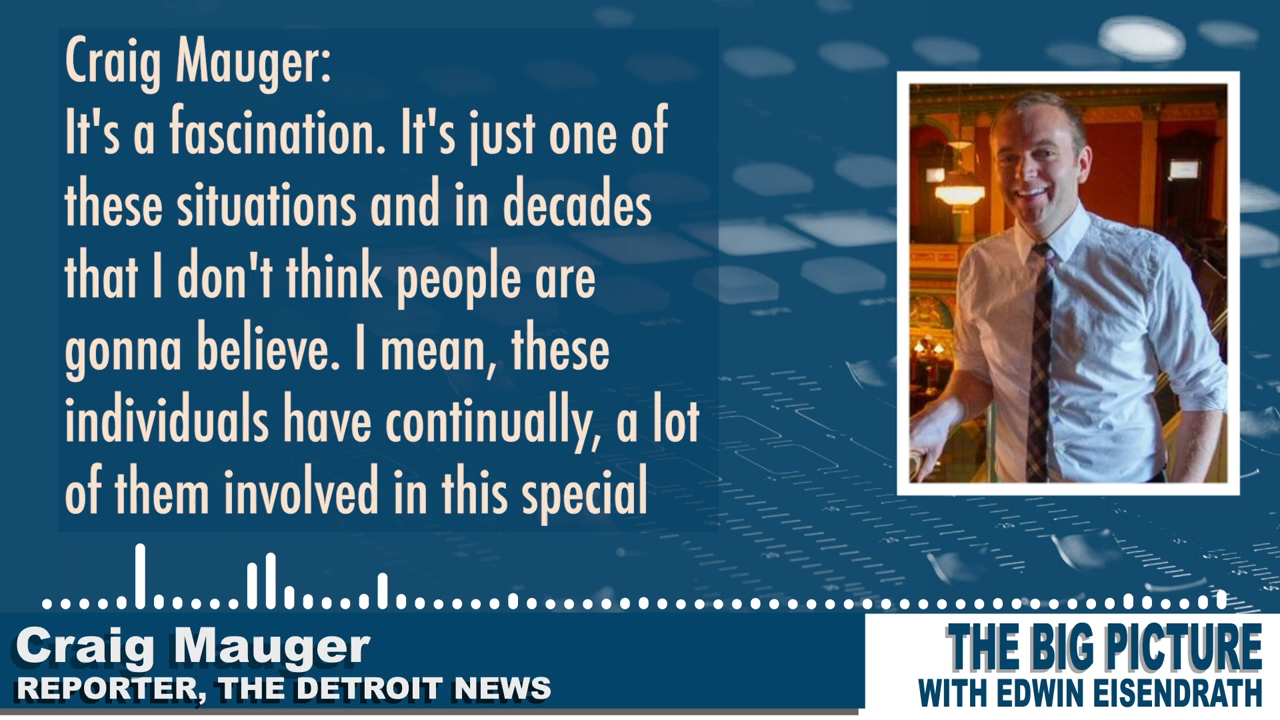 Craig Mauger:
It's a fascination. It's just one of
these situations and in decades
that I don't think people are
gonna believe. I mean, these
individuals have continually, a lot
of them involved in this special
Craig Mauger
REPORTER, THE DETROIT NEWS
THE BIG PICTURE
WITH EDWIN EISENDRATH